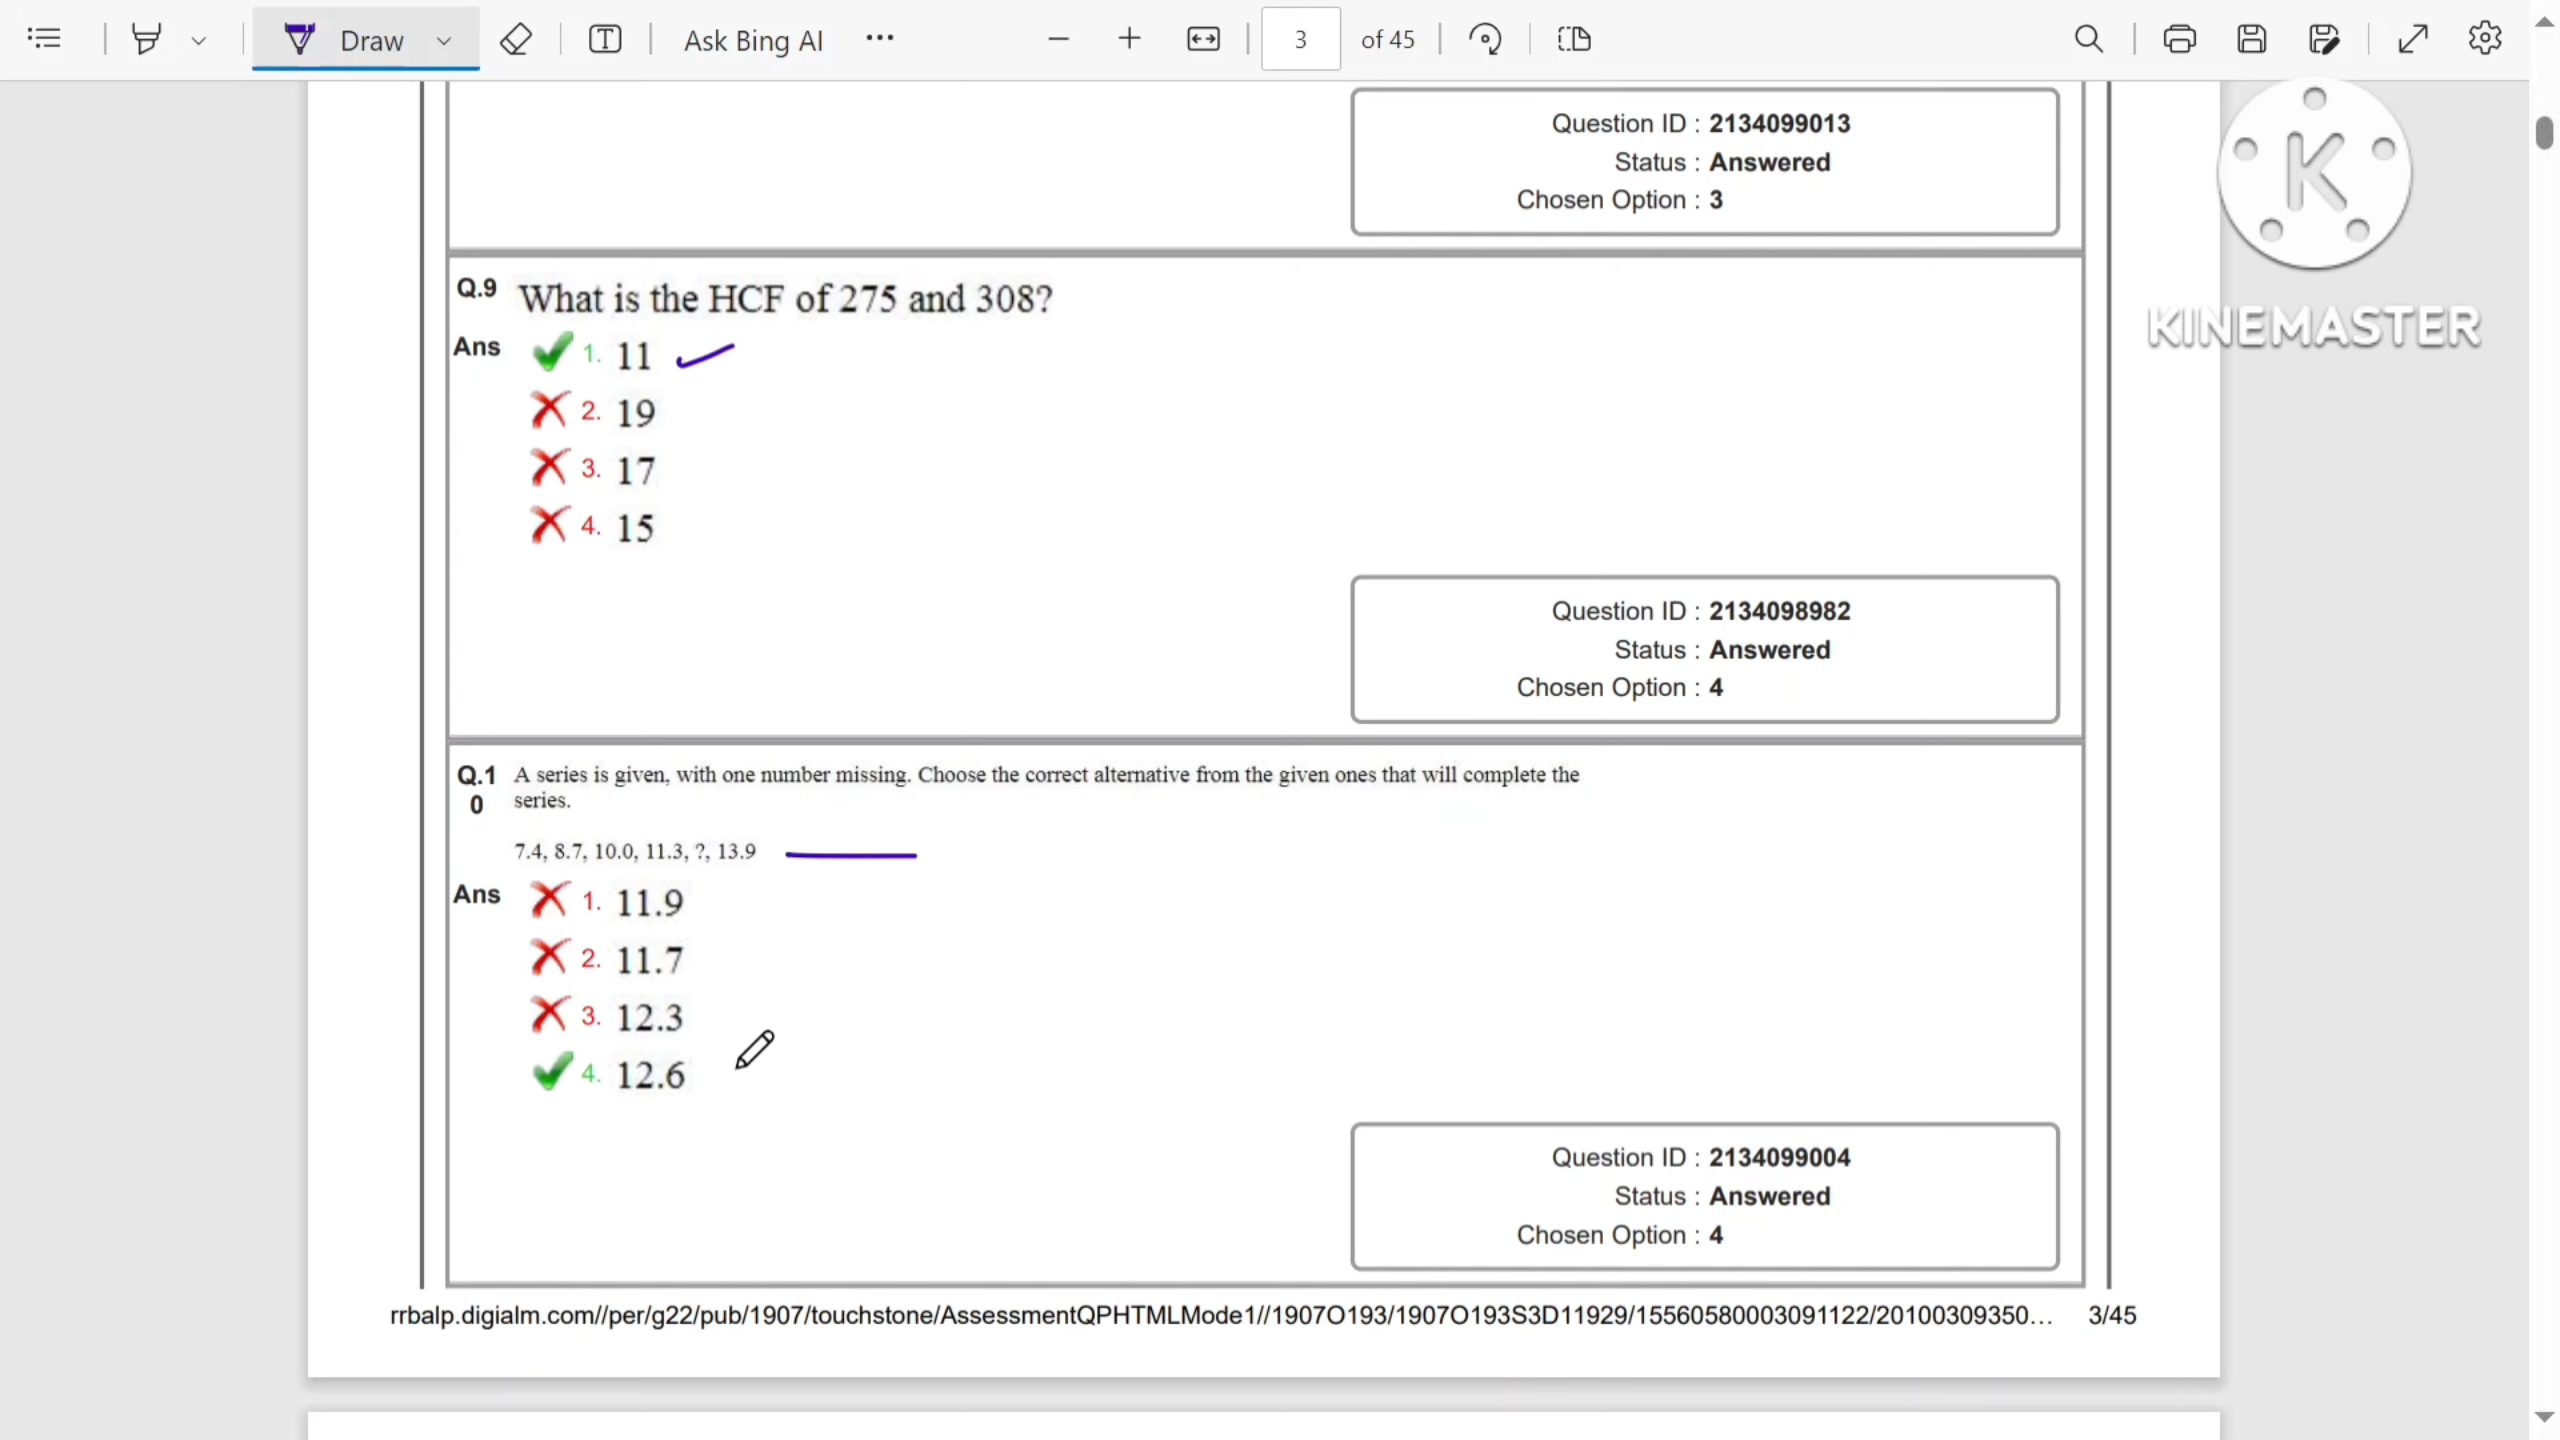 Draw
Ask Bing AI
3 of 45
K
KINEMASTER
Question ID : 2134099013
Status : Answered
Chosen Option : 3
Q.9 What is the HCF of 275 and 308?
Ans 1. 11
2. 19
3. 17
4. 15
Question ID : 2134098982
Status : Answered
Chosen Option : 4
Q.1 A series is given, with one number missing. Choose the correct alternative from the given ones that will complete the
0 series.
7.4, 8.7, 10.0, 11.3, ?, 13.9
Ans 1. 11.9
2. 11.7
3. 12.3
4. 12.6
Question ID : 2134099004
Status : Answered
Chosen Option : 4
rrbalp.digialm.com//per/g22/pub/1907/touchstone/AssessmentQPHTMLMode1//1907O193/1907O193S3D11929/15560580003091122/20100309350... 3/45